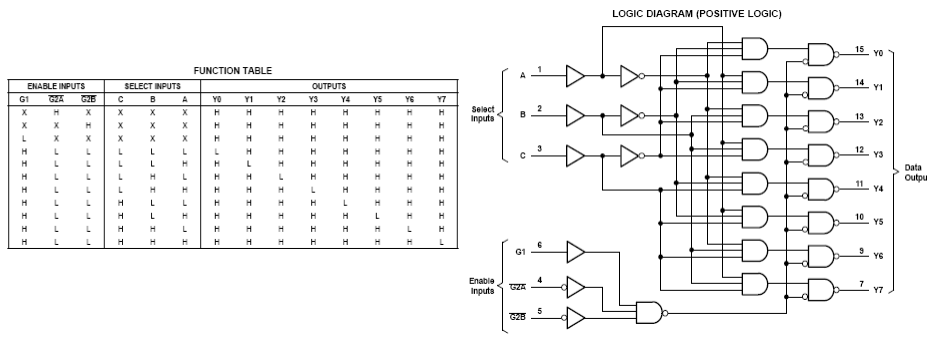 FUNCTION TABLE
ENABLE INPUTS SELECT INPUTS OUTPUTS
G1 G2A G2B C B A Y0 Y1 Y2 Y3 Y4 Y5 Y6 Y7
X H X X X X H H H H H H H H
X X H X X X H H H H H H H H
L X X X X X H H H H H H H H
H L L L L L L H H H H H H H
H L L L L H H L H H H H H H
H L L L H L H H L H H H H H
H L L L H H H H H L H H H H
H L L H L L H H H H L H H H
H L L H L H H H H H H L H H
H L L H H L H H H H H H L H
H L L H H H H H H H H H H L
LOGIC DIAGRAM (POSITIVE LOGIC)
Select
Inputs
A 1
B 2
C 3
Enable
Inputs
G1 6
G2A 4
G2B 5
15 Y0
14 Y1
13 Y2
12 Y3
11 Y4
10 Y5
9 Y6
7 Y7
Data
Outpu